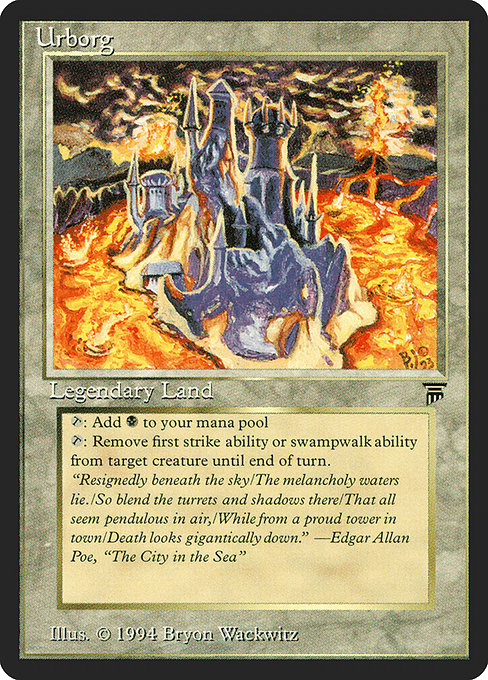 Urborg
Legendary Land
: Add to your mana pool
: Remove first strike ability or swampwalk ability
from target creature until end of turn.
“Resignedly beneath the sky/The melancholy waters
lie./So blend the turrets and shadows there/That all
seem pendulous in air,/While from a proud tower in
town/Death looks gigantically down.” —Edgar Allan
Poe, “The City in the Sea”
Illus. © 1994 Bryon Wackwitz